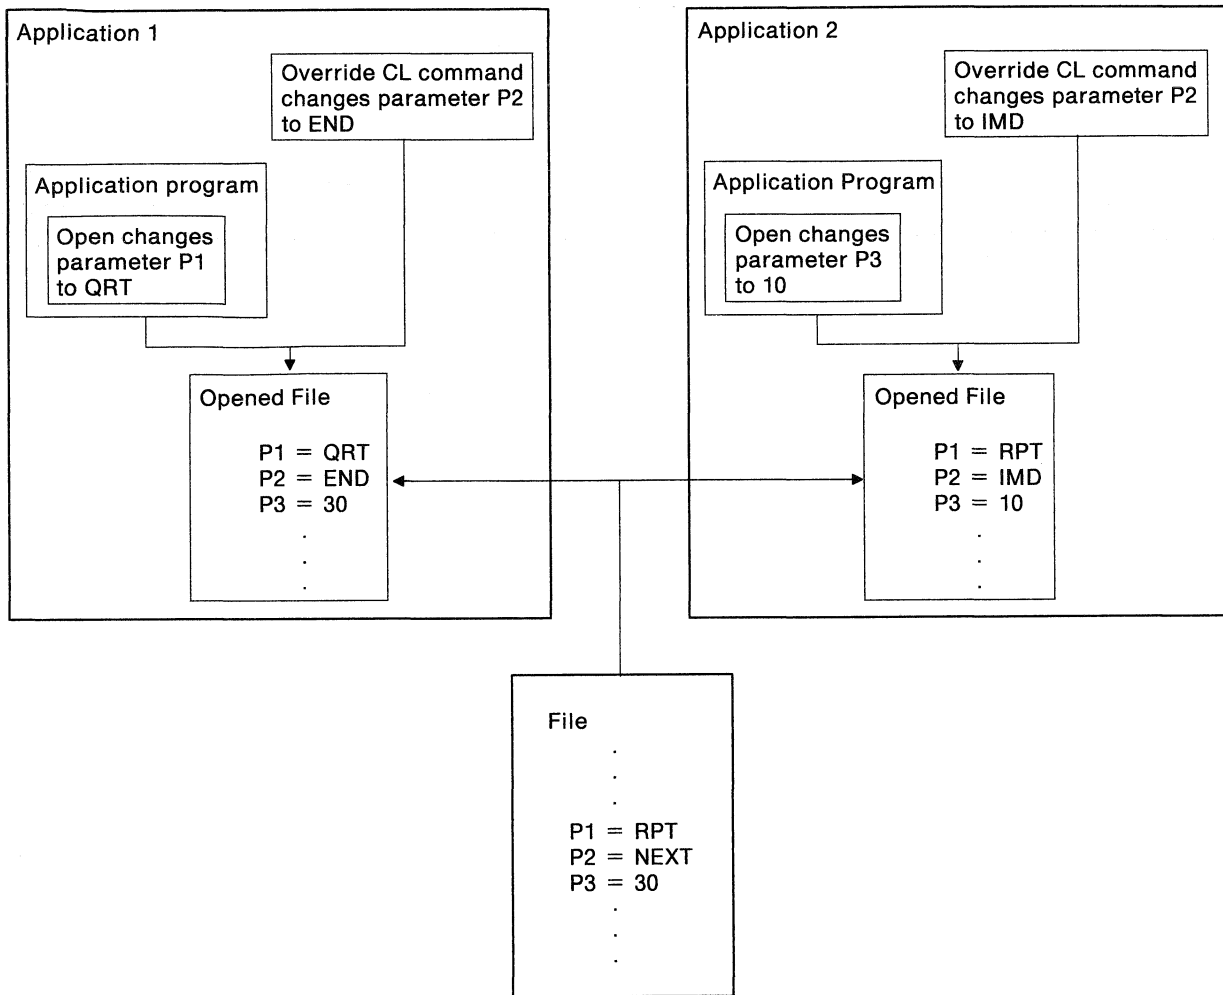 Application 1
Override CL command
changes parameter P2
to END
Application program
Open changes
parameter P1
to QRT
Opened File
P1 = QRT
P2 = END
P3 = 30
.
.
.
Application 2
Override CL command
changes parameter P2
to IMD
Application Program
Open changes
parameter P3
to 10
Opened File
P1 = RPT
P2 = IMD
P3 = 10
.
.
.
File
.
.
.
P1 = RPT
P2 = NEXT
P3 = 30
.
.
.